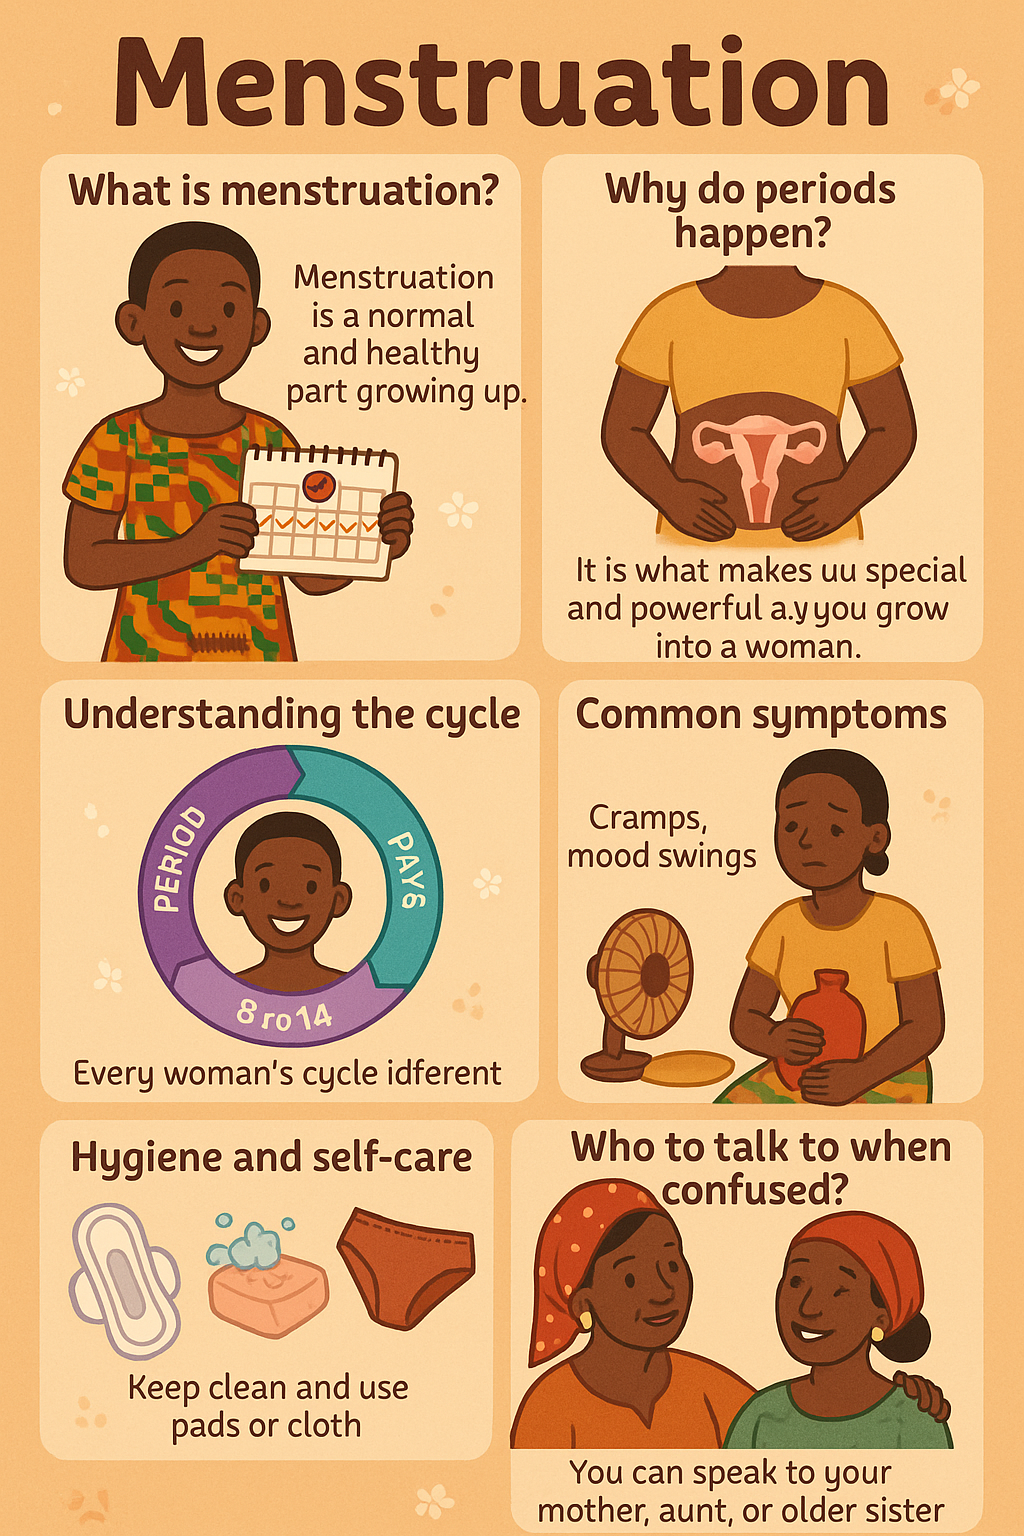 Menstruation
What is menstruation?
Menstruation
is a normal
and healthy
part growing up.
Why do periods
happen?
It is what makes uu special
and powerful a.y you grow
into a woman.
Understanding the cycle
PERIOD
PAY6
8 ro 14
Every woman's cycle idferent
Common symptoms
Cramps,
mood swings
Hygiene and self-care
Keep clean and use
pads or cloth
Who to talk to when
confused?
You can speak to your
mother, aunt, or older sister